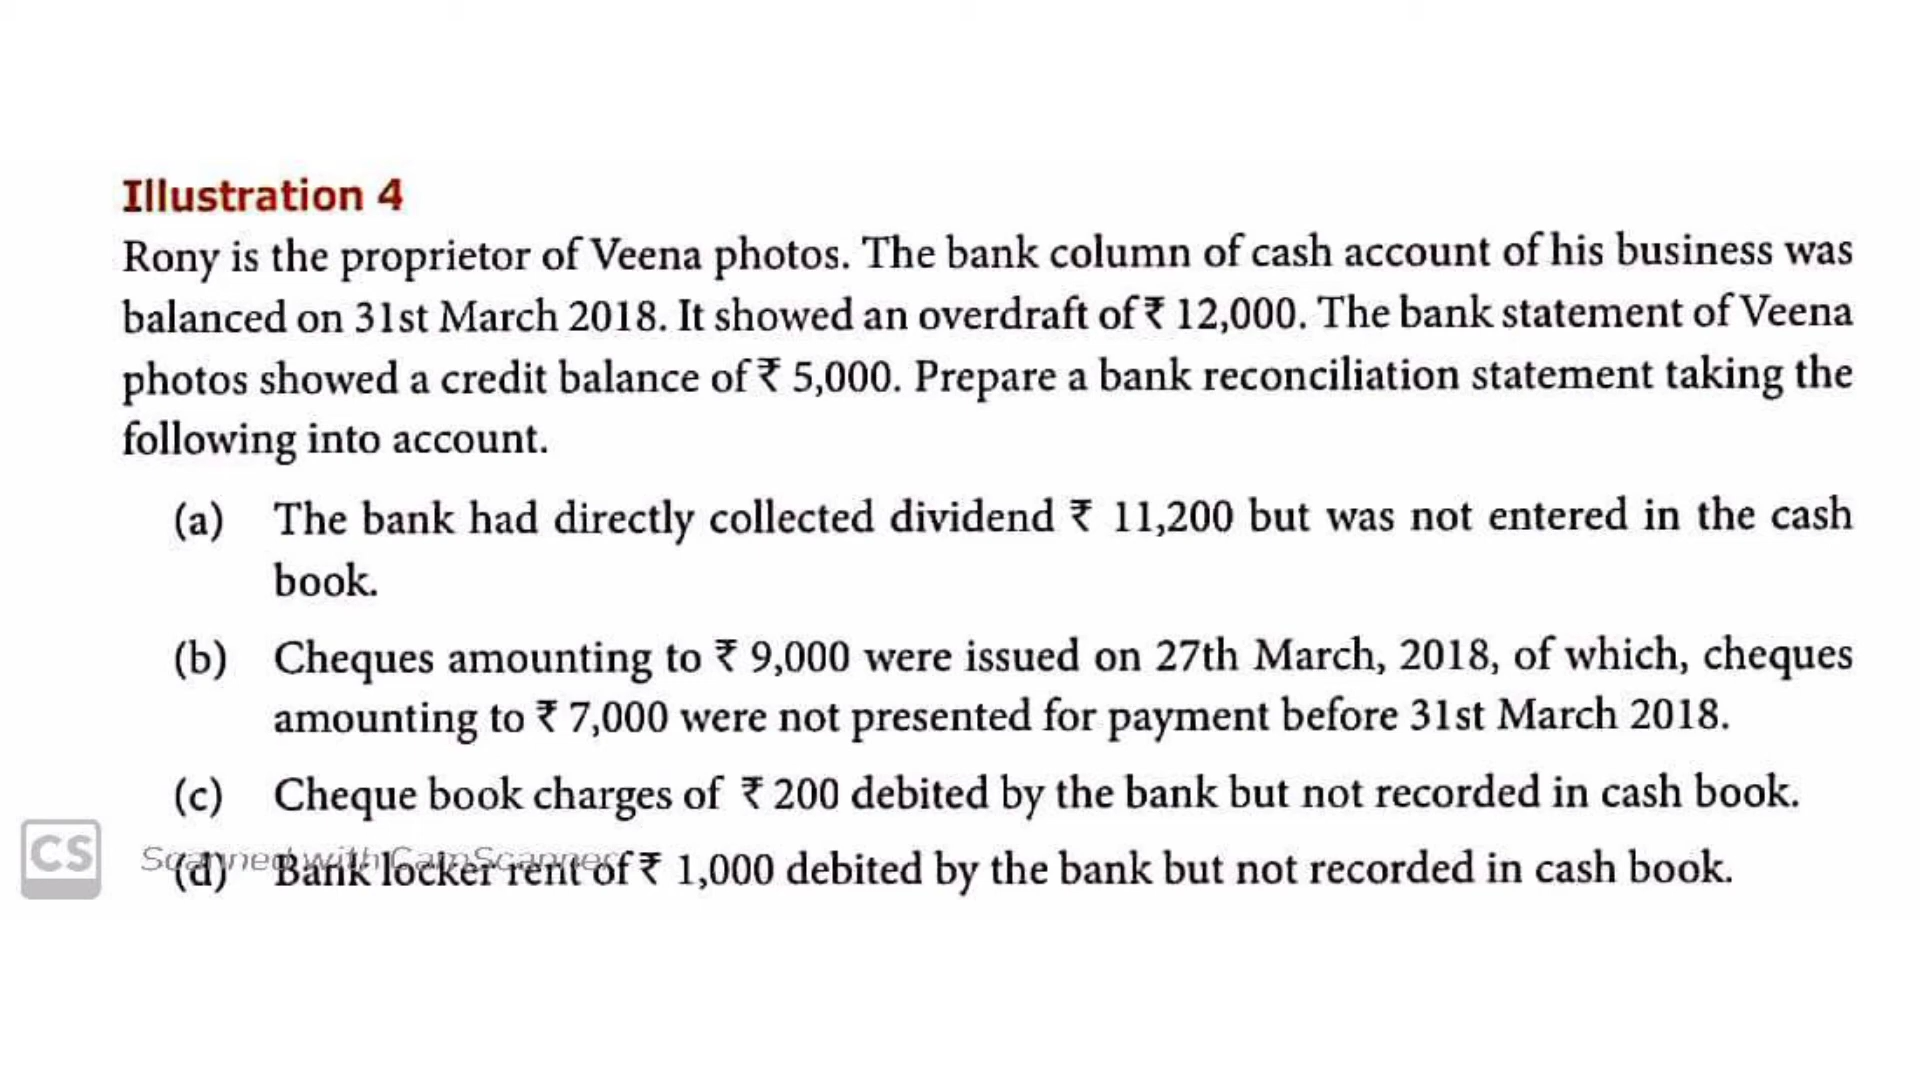 Illustration 4
Rony is the proprietor of Veena photos. The bank column of cash account of his business was
balanced on 31st March 2018. It showed an overdraft of ₹ 12,000. The bank statement of Veena
photos showed a credit balance of ₹ 5,000. Prepare a bank reconciliation statement taking the
following into account.
(a) The bank had directly collected dividend ₹ 11,200 but was not entered in the cash
book.
(b) Cheques amounting to ₹ 9,000 were issued on 27th March, 2018, of which, cheques
amounting to ₹ 7,000 were not presented for payment before 31st March 2018.
(c) Cheque book charges of ₹ 200 debited by the bank but not recorded in cash book.
CS Scanned with CamScanner
(d) Bank locker rent of ₹ 1,000 debited by the bank but not recorded in cash book.